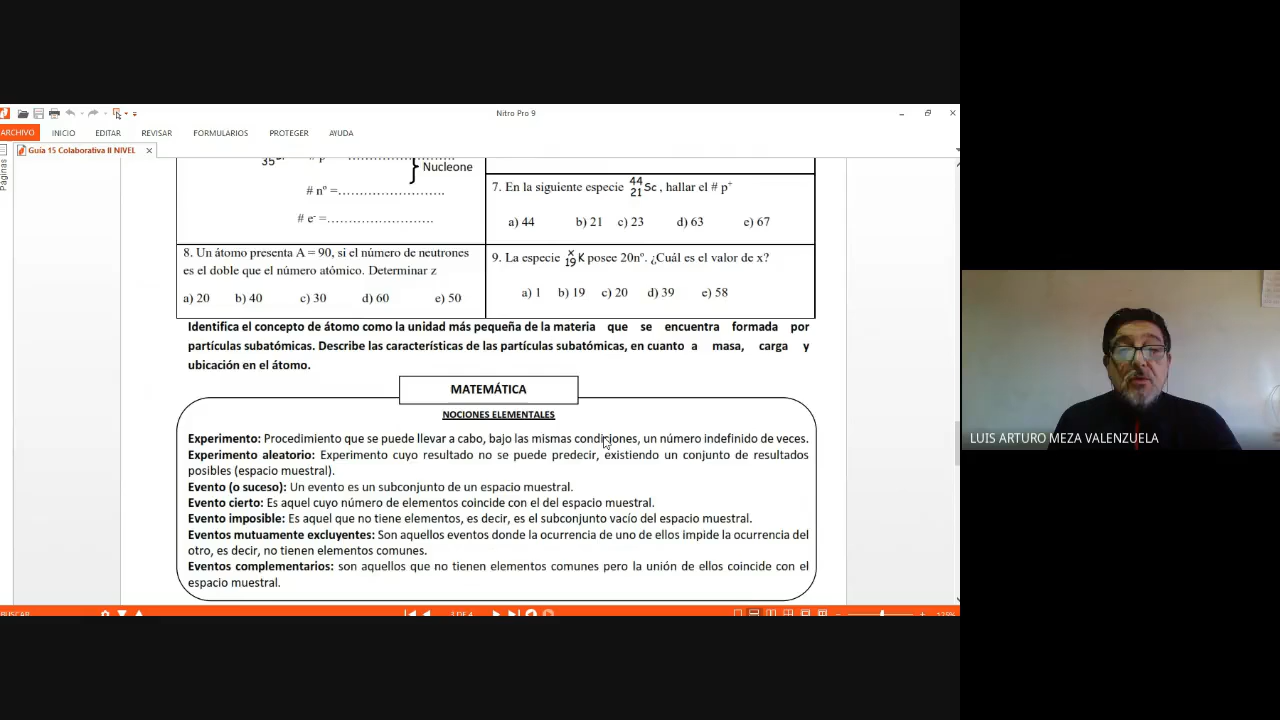 Nitro Pro 9
ARCHIVO INICIO EDITAR REVISAR FORMULARIOS PROTEGER AYUDA
Guía 15 Colaborativa II NIVEL
Páginas
35
# p
Nucleone
# nº =……………………
# e⁻ =……………………
7. En la siguiente especie ⁴⁴₂₁Sc , hallar el # p⁺
a) 44 b) 21 c) 23 d) 63 e) 67
8. Un átomo presenta A = 90, si el número de neutrones
es el doble que el número atómico. Determinar z
a) 20 b) 40 c) 30 d) 60 e) 50
9. La especie ˣ₁₉K posee 20nº. ¿Cuál es el valor de x?
a) 1 b) 19 c) 20 d) 39 e) 58
Identifica el concepto de átomo como la unidad más pequeña de la materia que se encuentra formada por
partículas subatómicas. Describe las características de las partículas subatómicas, en cuanto a masa, carga y
ubicación en el átomo.
MATEMÁTICA
NOCIONES ELEMENTALES
Experimento: Procedimiento que se puede llevar a cabo, bajo las mismas condiciones, un número indefinido de veces.
Experimento aleatorio: Experimento cuyo resultado no se puede predecir, existiendo un conjunto de resultados
posibles (espacio muestral).
Evento (o suceso): Un evento es un subconjunto de un espacio muestral.
Evento cierto: Es aquel cuyo número de elementos coincide con el del espacio muestral.
Evento imposible: Es aquel que no tiene elementos, es decir, es el subconjunto vacío del espacio muestral.
Eventos mutuamente excluyentes: Son aquellos eventos donde la ocurrencia de uno de ellos impide la ocurrencia del
otro, es decir, no tienen elementos comunes.
Eventos complementarios: son aquellos que no tienen elementos comunes pero la unión de ellos coincide con el
espacio muestral.
BUSCAR
3 DE 4
125%
LUIS ARTURO MEZA VALENZUELA